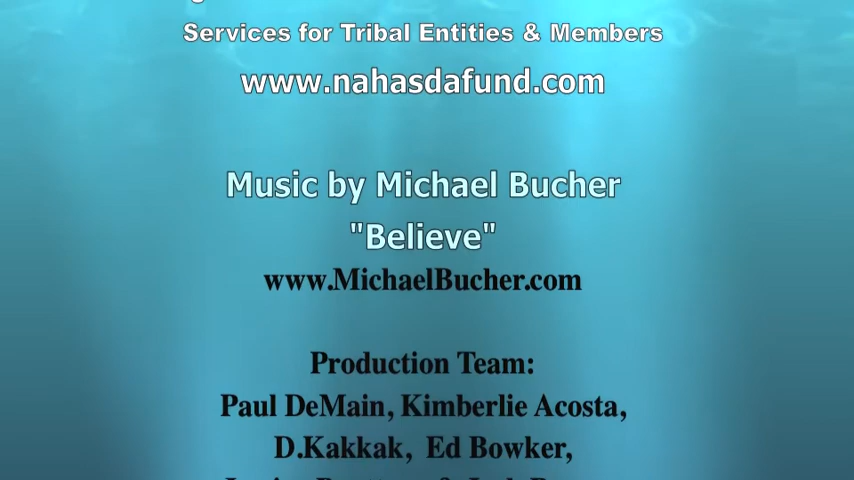 Services for Tribal Entities & Members
www.nahasdafund.com
Music by Michael Bucher
"Believe"
www.MichaelBucher.com
Production Team:
Paul DeMain, Kimberlie Acosta,
D.Kakkak, Ed Bowker,